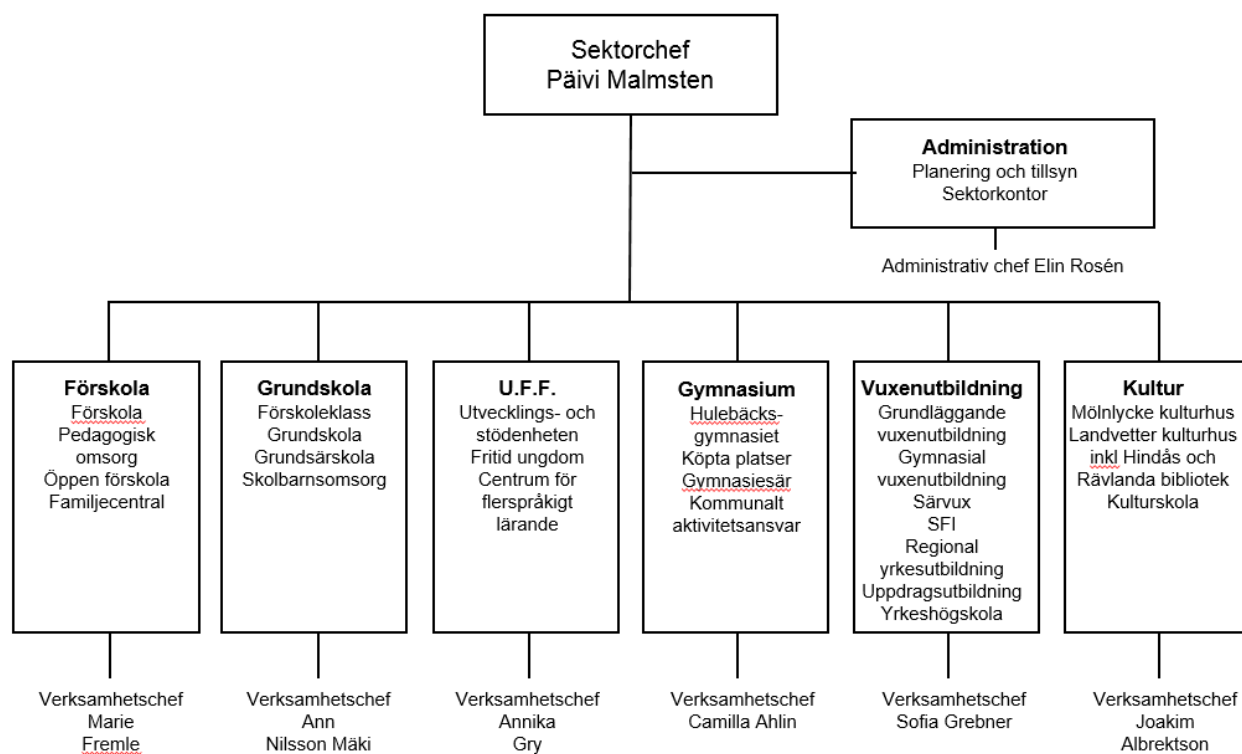 Sektorchef
Päivi Malmsten
Administration
Planering och tillsyn
Sektorkontor
Administrativ chef Elin Rosén
Förskola
Förskola
Pedagogisk
omsorg
Öppen förskola
Familjecentral
Verksamhetschef
Marie
Fremle
Grundskola
Förskoleklass
Grundskola
Grundsärskola
Skolbarnsomsorg
Verksamhetschef
Ann
Nilsson Mäki
U.F.F.
Utvecklings- och
stödenheten
Fritid ungdom
Centrum för
flerspråkigt
lärande
Verksamhetschef
Annika
Gry
Gymnasium
Hulebäcks-
gymnasiet
Köpta platser
Gymnasiesär
Kommunalt
aktivitetsansvar
Verksamhetschef
Camilla Ahlin
Vuxenutbildning
Grundläggande
vuxenutbildning
Gymnasial
vuxenutbildning
Särvux
SFI
Regional
yrkesutbildning
Uppdragsutbildning
Yrkeshögskola
Verksamhetschef
Sofia Grebner
Kultur
Mölnlycke kulturhus
Landvetter kulturhus
inkl Hindås och
Rävlanda bibliotek
Kulturskola
Verksamhetschef
Joakim
Albrektson